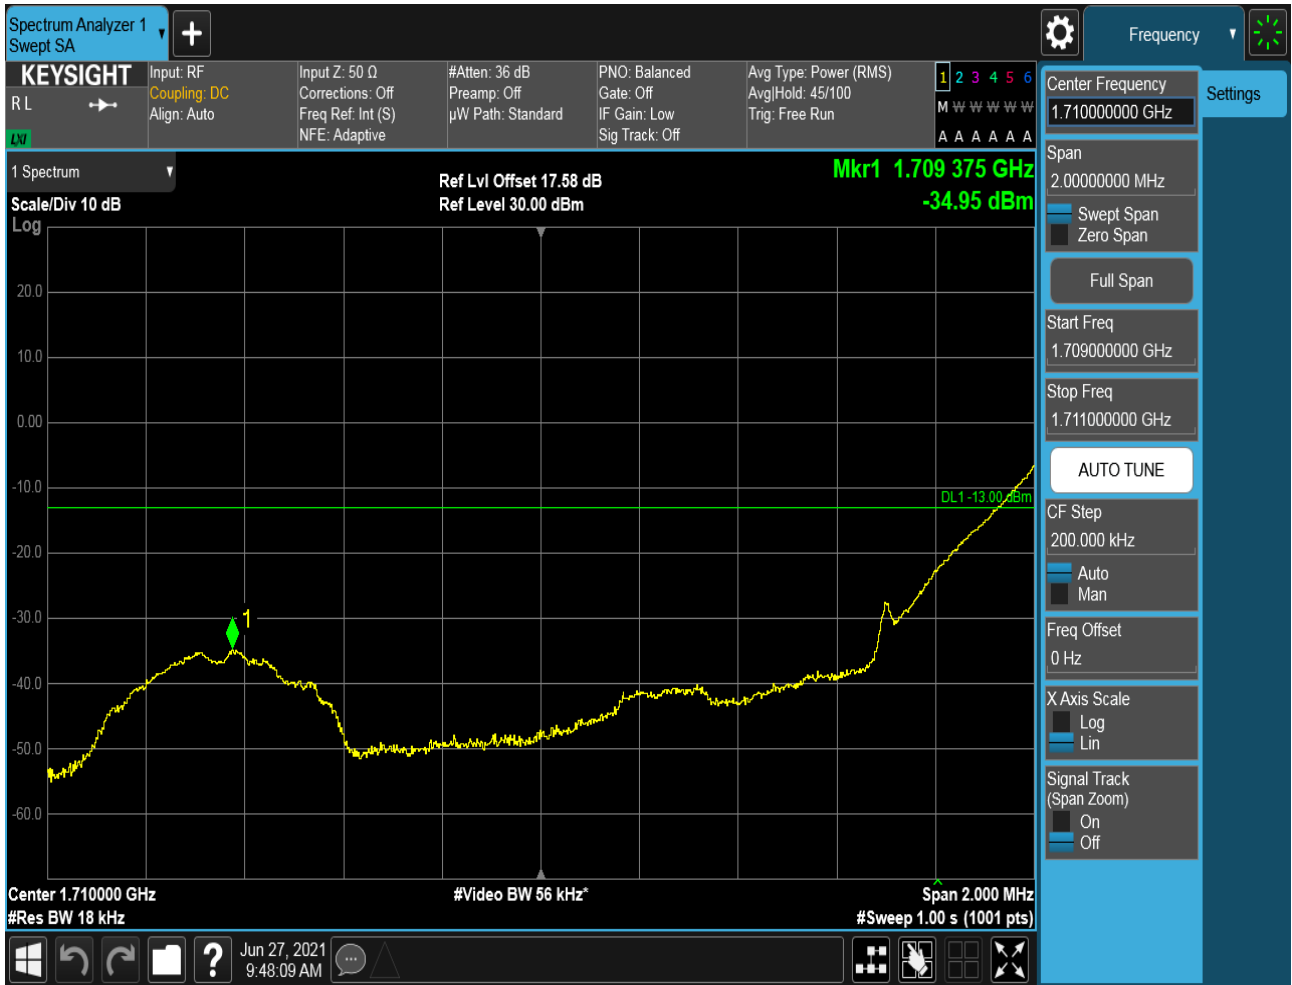 Spectrum Analyzer 1
Swept SA
Frequency
KEYSIGHT
R L
LXI
Input: RF
Coupling: DC
Align: Auto
Input Z: 50 Ω
Corrections: Off
Freq Ref: Int (S)
NFE: Adaptive
#Atten: 36 dB
Preamp: Off
µW Path: Standard
PNO: Balanced
Gate: Off
IF Gain: Low
Sig Track: Off
Avg Type: Power (RMS)
Avg|Hold: 45/100
Trig: Free Run
1 2 3 4 5 6
M W W W W W
A A A A A A
1 Spectrum
Scale/Div 10 dB
Log
Ref Lvl Offset 17.58 dB
Ref Level 30.00 dBm
Mkr1 1.709 375 GHz
-34.95 dBm
20.0
10.0
0.00
-10.0
-20.0
-30.0
-40.0
-50.0
-60.0
DL1 -13.00 dBm
1
Center 1.710000 GHz
#Res BW 18 kHz
#Video BW 56 kHz*
Span 2.000 MHz
#Sweep 1.00 s (1001 pts)
Jun 27, 2021
9:48:09 AM
Center Frequency
1.710000000 GHz
Settings
Span
2.00000000 MHz
Swept Span
Zero Span
Full Span
Start Freq
1.709000000 GHz
Stop Freq
1.711000000 GHz
AUTO TUNE
CF Step
200.000 kHz
Auto
Man
Freq Offset
0 Hz
X Axis Scale
Log
Lin
Signal Track
(Span Zoom)
On
Off